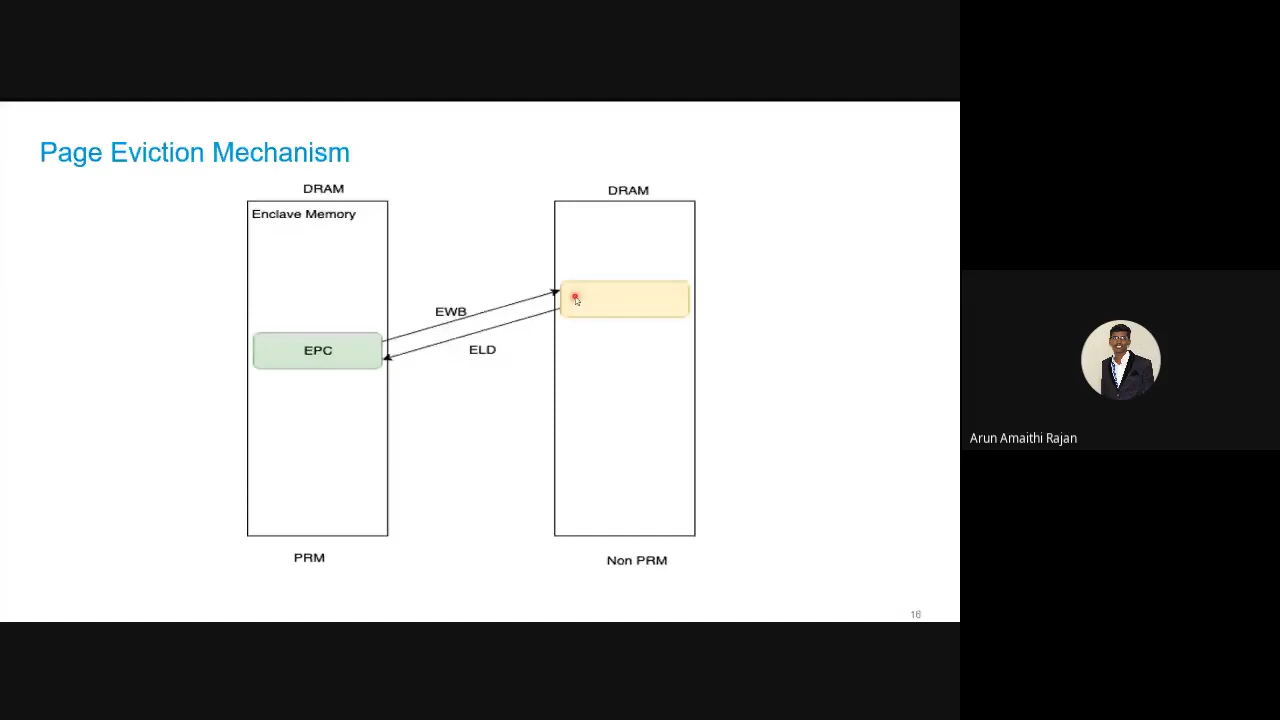 Page Eviction Mechanism
DRAM
DRAM
Enclave Memory
EWB
EPC
ELD
PRM
Non PRM
16
Arun Amaithi Rajan